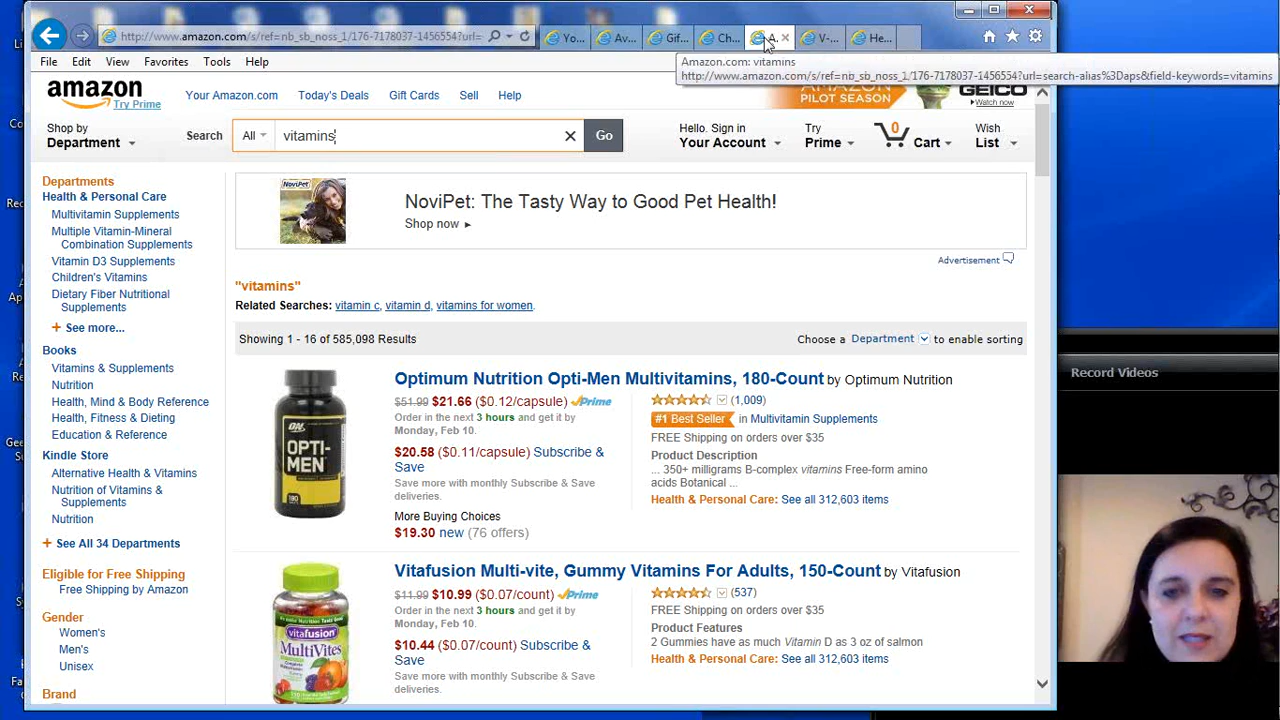 http://www.amazon.com/s/ref=nb_sb_noss_1/176-7178037-1456554?url=
Yo...
Av...
Gif...
Ch...
A.
V-...
He...
File Edit View Favorites Tools Help
Amazon.com: vitamins
http://www.amazon.com/s/ref=nb_sb_noss_1/176-7178037-1456554?url=search-alias%3Daps&field-keywords=vitamins
amazon
Try Prime
Your Amazon.com Today's Deals Gift Cards Sell Help
AMAZON
PILOT SEASON
GEICO
Watch now
Shop by
Department
Search
All
vitamins
Go
Hello. Sign in
Your Account
Try
Prime
0
Cart
Wish
List
Departments
Health & Personal Care
Multivitamin Supplements
Multiple Vitamin-Mineral
Combination Supplements
Vitamin D3 Supplements
Children's Vitamins
Dietary Fiber Nutritional
Supplements
+ See more...
Books
Vitamins & Supplements
Nutrition
Health, Mind & Body Reference
Health, Fitness & Dieting
Education & Reference
Kindle Store
Alternative Health & Vitamins
Nutrition of Vitamins &
Supplements
Nutrition
+ See All 34 Departments
Eligible for Free Shipping
Free Shipping by Amazon
Gender
Women's
Men's
Unisex
Brand
NoviPet
NoviPet: The Tasty Way to Good Pet Health!
Shop now
Advertisement
"vitamins"
Related Searches: vitamin c, vitamin d, vitamins for women.
Showing 1 - 16 of 585,098 Results
Choose a Department to enable sorting
ON
OPTI-
MEN
180
Optimum Nutrition Opti-Men Multivitamins, 180-Count by Optimum Nutrition
$51.99 $21.66 ($0.12/capsule) Prime
Order in the next 3 hours and get it by
Monday, Feb 10.
$20.58 ($0.11/capsule) Subscribe &
Save
Save more with monthly Subscribe & Save
deliveries.
More Buying Choices
$19.30 new (76 offers)
(1,009)
#1 Best Seller in Multivitamin Supplements
FREE Shipping on orders over $35
Product Description
... 350+ milligrams B-complex vitamins Free-form amino
acids Botanical ...
Health & Personal Care: See all 312,603 items
vitafusion
MultiVites
Vitafusion Multi-vite, Gummy Vitamins For Adults, 150-Count by Vitafusion
$11.99 $10.99 ($0.07/count) Prime
Order in the next 3 hours and get it by
Monday, Feb 10.
$10.44 ($0.07/count) Subscribe &
Save
Save more with monthly Subscribe & Save
deliveries.
(537)
FREE Shipping on orders over $35
Product Features
2 Gummies have as much Vitamin D as 3 oz of salmon
Health & Personal Care: See all 312,603 items
Record Videos